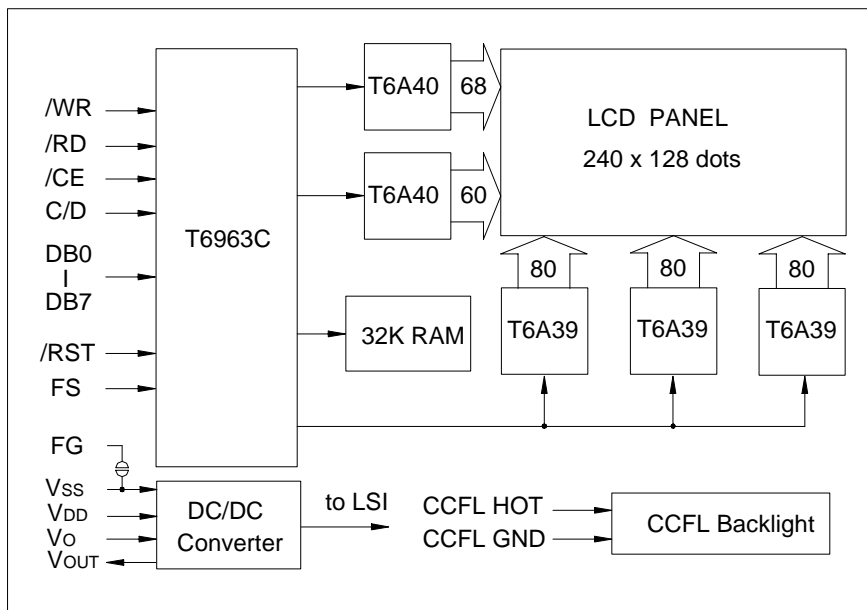 /WR
/RD
/CE
C/D
DB0
DB7
/RST
FS
FG
VSS
VDD
VO
VOUT
T6963C
DC/DC
Converter
to LSI
T6A40
68
T6A40
60
32K RAM
LCD PANEL
240 x 128 dots
80
80
80
T6A39
T6A39
T6A39
CCFL HOT
CCFL GND
CCFL Backlight